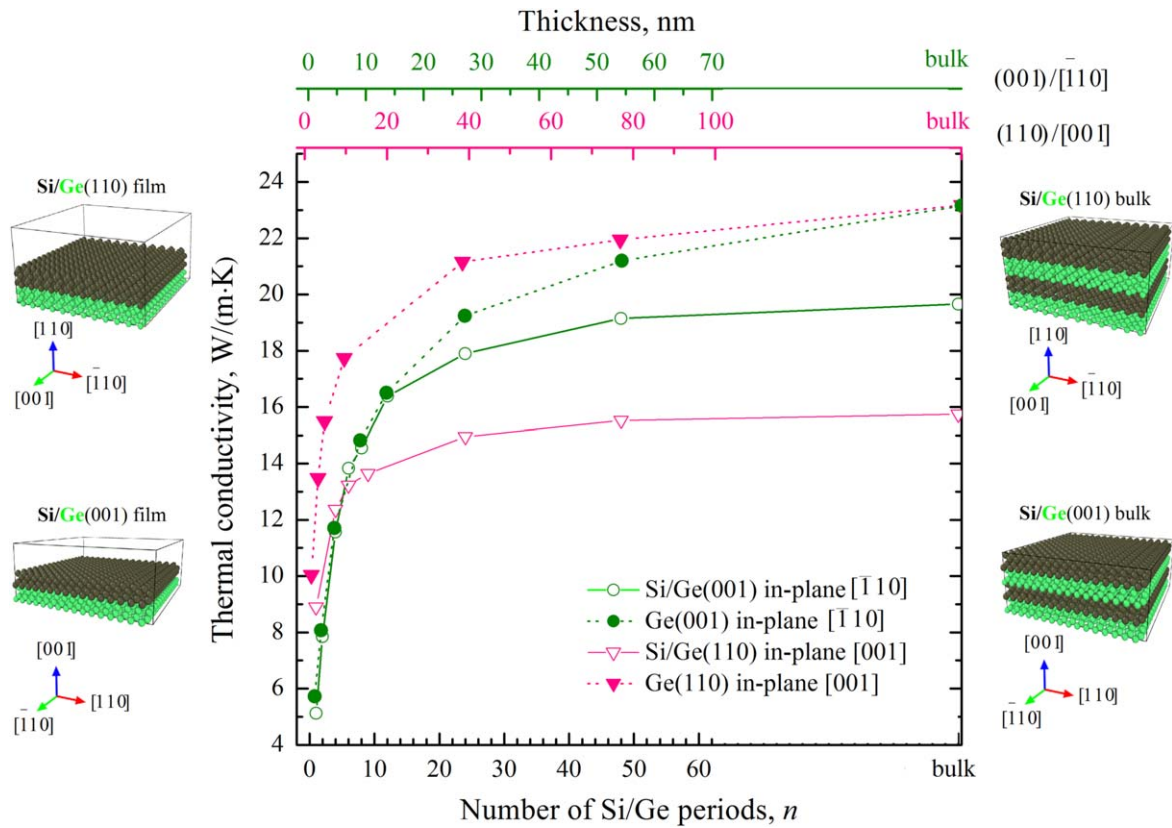 Thickness, nm
0 10 20 30 40 50 60 70 bulk
(001)/[1̄10]
0 20 40 60 80 100 bulk
(110)/[001]
Si/Ge(110) film
[110]
[001]
[1̄10]
Si/Ge(001) film
[001]
[110]
[1̄10]
Thermal conductivity, W/(m·K)
24
22
20
18
16
14
12
10
8
6
4
Si/Ge(001) in-plane [1̄10]
Ge(001) in-plane [1̄10]
Si/Ge(110) in-plane [001]
Ge(110) in-plane [001]
0 10 20 30 40 50 60 bulk
Number of Si/Ge periods, n
Si/Ge(110) bulk
[110]
[001]
[1̄10]
Si/Ge(001) bulk
[001]
[110]
[1̄10]